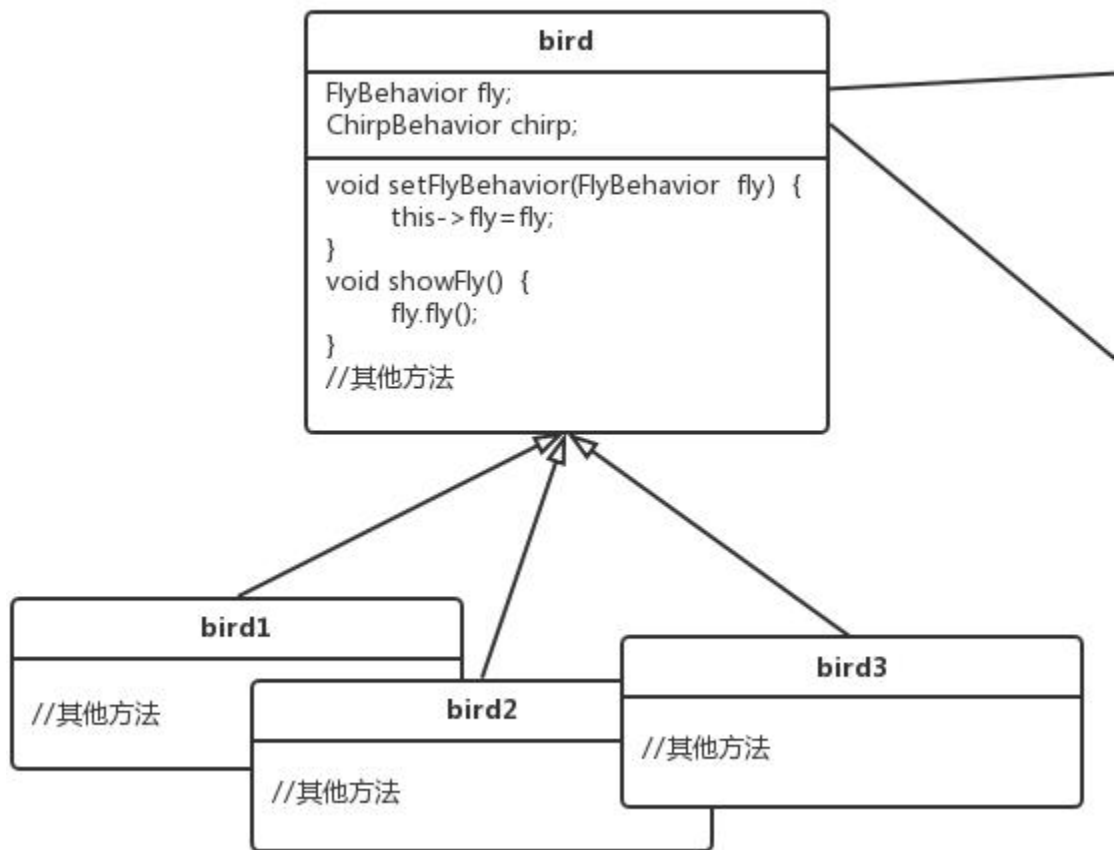 bird
FlyBehavior fly;
ChirpBehavior chirp;
void setFlyBehavior(FlyBehavior fly) {
this->fly=fly;
}
void showFly() {
fly.fly();
}
//其他方法
bird1
//其他方法
bird2
//其他方法
bird3
//其他方法